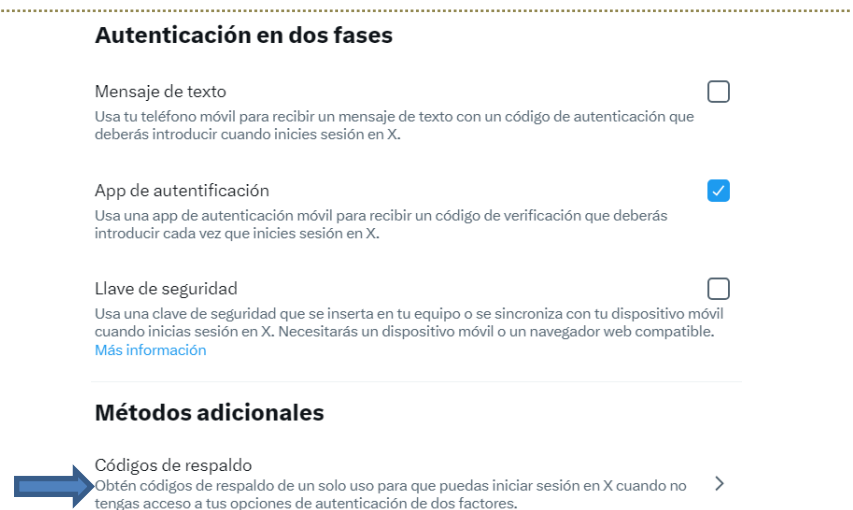 Autenticación en dos fases
Mensaje de texto
Usa tu teléfono móvil para recibir un mensaje de texto con un código de autenticación que
deberás introducir cuando inicies sesión en X.
App de autentificación
Usa una app de autenticación móvil para recibir un código de verificación que deberás
introducir cada vez que inicies sesión en X.
Llave de seguridad
Usa una clave de seguridad que se inserta en tu equipo o se sincroniza con tu dispositivo móvil
cuando inicias sesión en X. Necesitarás un dispositivo móvil o un navegador web compatible.
Más información
Métodos adicionales
Códigos de respaldo
Obtén códigos de respaldo de un solo uso para que puedas iniciar sesión en X cuando no
tengas acceso a tus opciones de autenticación de dos factores.